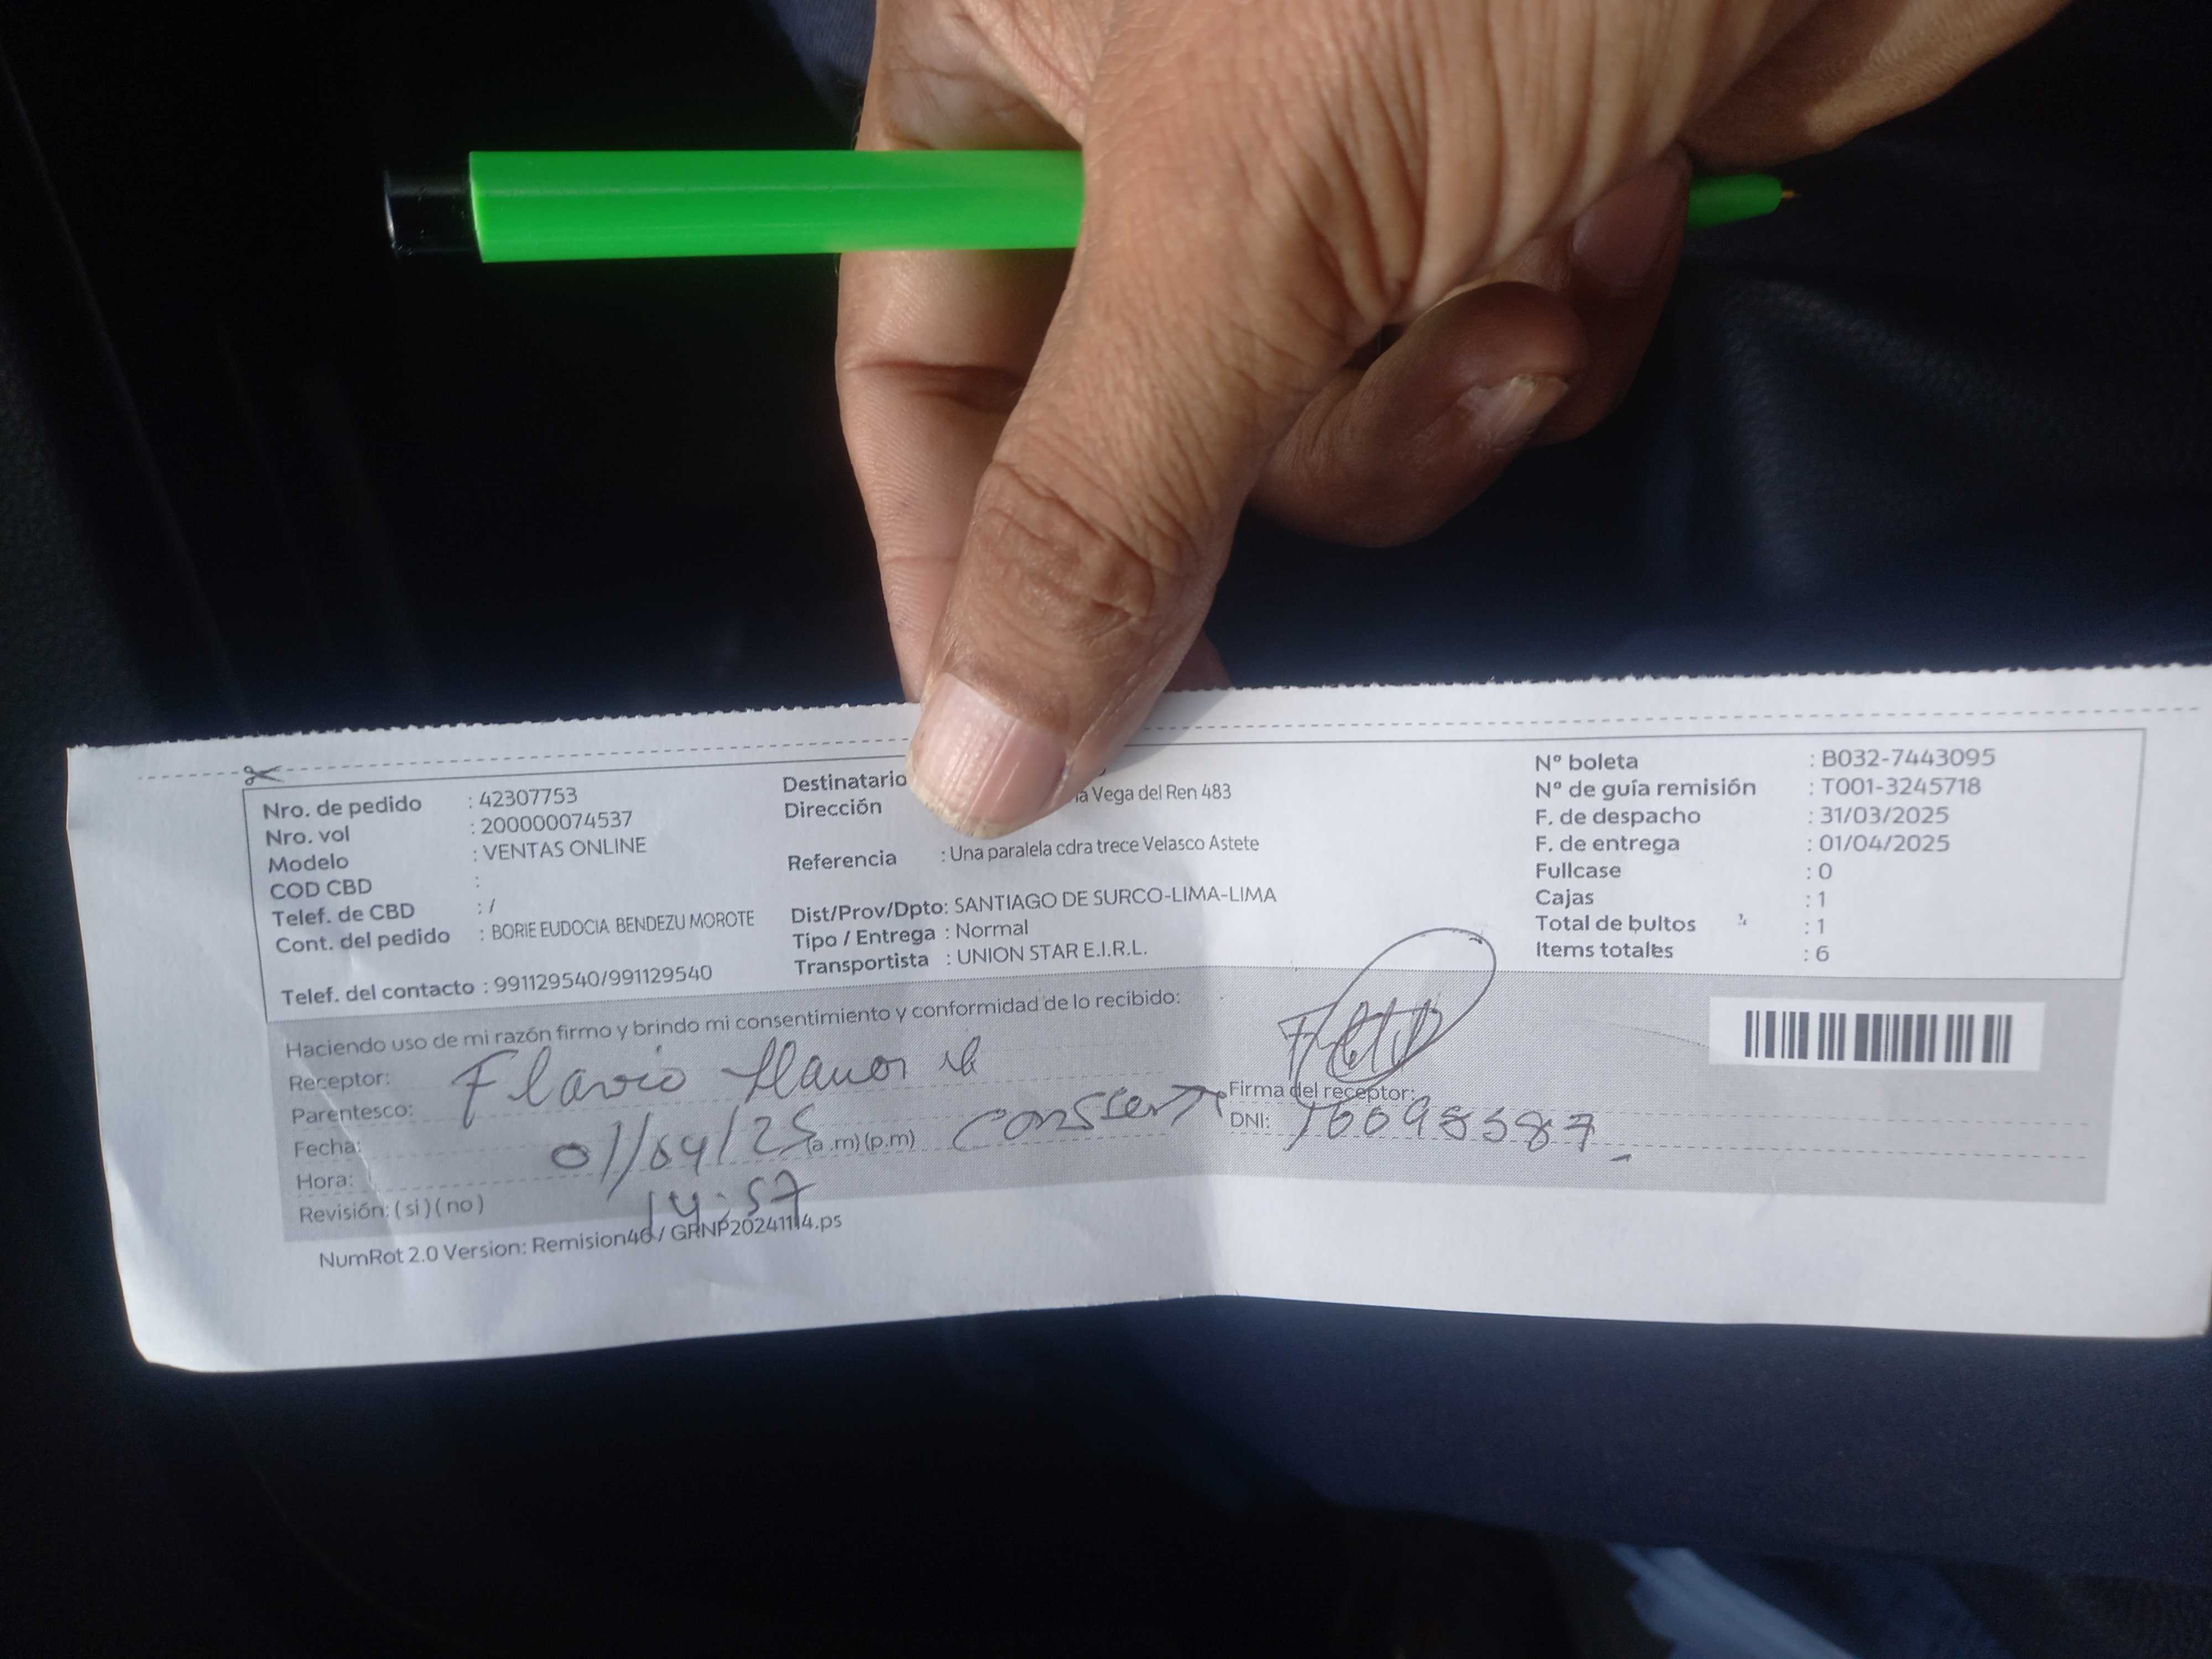 Nro. de pedido : 42307753
Nro. vol : 200000074537
Modelo : VENTAS ONLINE
COD CBD :
Telef. de CBD : /
Cont. del pedido : BORIE EUDOCIA BENDEZU MOROTE
Telef. del contacto : 991129540/991129540
Destinatario
Dirección Vega del Ren 483
Referencia : Una paralela cdra trece Velasco Astete
Dist/Prov/Dpto: SANTIAGO DE SURCO-LIMA-LIMA
Tipo / Entrega : Normal
Transportista : UNION STAR E.I.R.L.
Nº boleta : B032-7443095
Nº de guía remisión : T001-3245718
F. de despacho : 31/03/2025
F. de entrega : 01/04/2025
Fullcase : 0
Cajas : 1
Total de bultos : 1
Items totales : 6
Haciendo uso de mi razón firmo y brindo mi consentimiento y conformidad de lo recibido:
Receptor: Flavio
Parentesco:
Fecha: 01/04/25
(a .m) (p.m)
Hora: 14:57
Revisión: ( si ) ( no )
Firma del receptor:
DNI:
NumRot 2.0 Version: Remision46 / GRNP20241114.ps